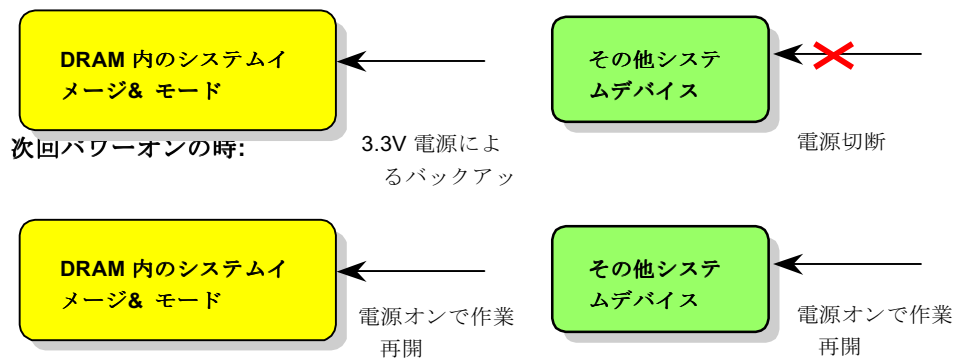 DRAM 内のシステムイ
メージ& モード
その他システ
ムデバイス
3.3V 電源によ
るバックアッ
電源切断
次回パワーオンの時:
DRAM 内のシステムイ
メージ& モード
その他システ
ムデバイス
電源オンで作業
再開
電源オンで作業
再開